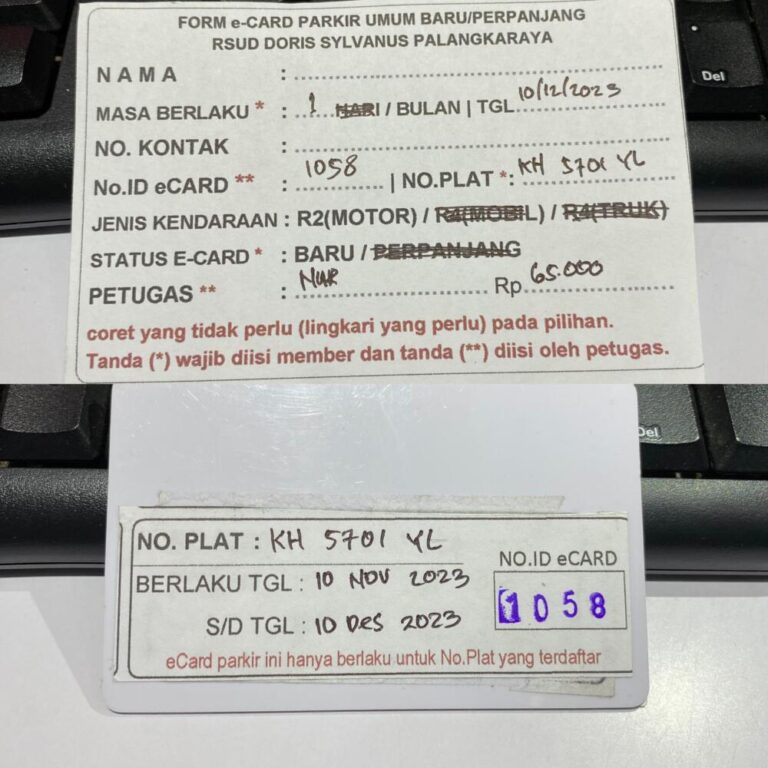 FORM e-CARD PARKIR UMUM BARU/PERPANJANG
RSUD DORIS SYLVANUS PALANGKARAYA
NAMA :
MASA BERLAKU * : 1 HARI / BULAN | TGL 10/12/2023
NO. KONTAK :
No.ID eCARD ** : 1058 | NO.PLAT *: KH 5701 YL
JENIS KENDARAAN : R2(MOTOR) / R4(MOBIL) / R4(TRUK)
STATUS E-CARD * : BARU / PERPANJANG
PETUGAS ** : NUR Rp 65.000
coret yang tidak perlu (lingkari yang perlu) pada pilihan.
Tanda (*) wajib diisi member dan tanda (**) diisi oleh petugas.
Del
Del
NO. PLAT : KH 5701 YL
NO.ID eCARD
BERLAKU TGL : 10 NOV 2023
1058
S/D TGL : 10 DES 2023
eCard parkir ini hanya berlaku untuk No.Plat yang terdaftar